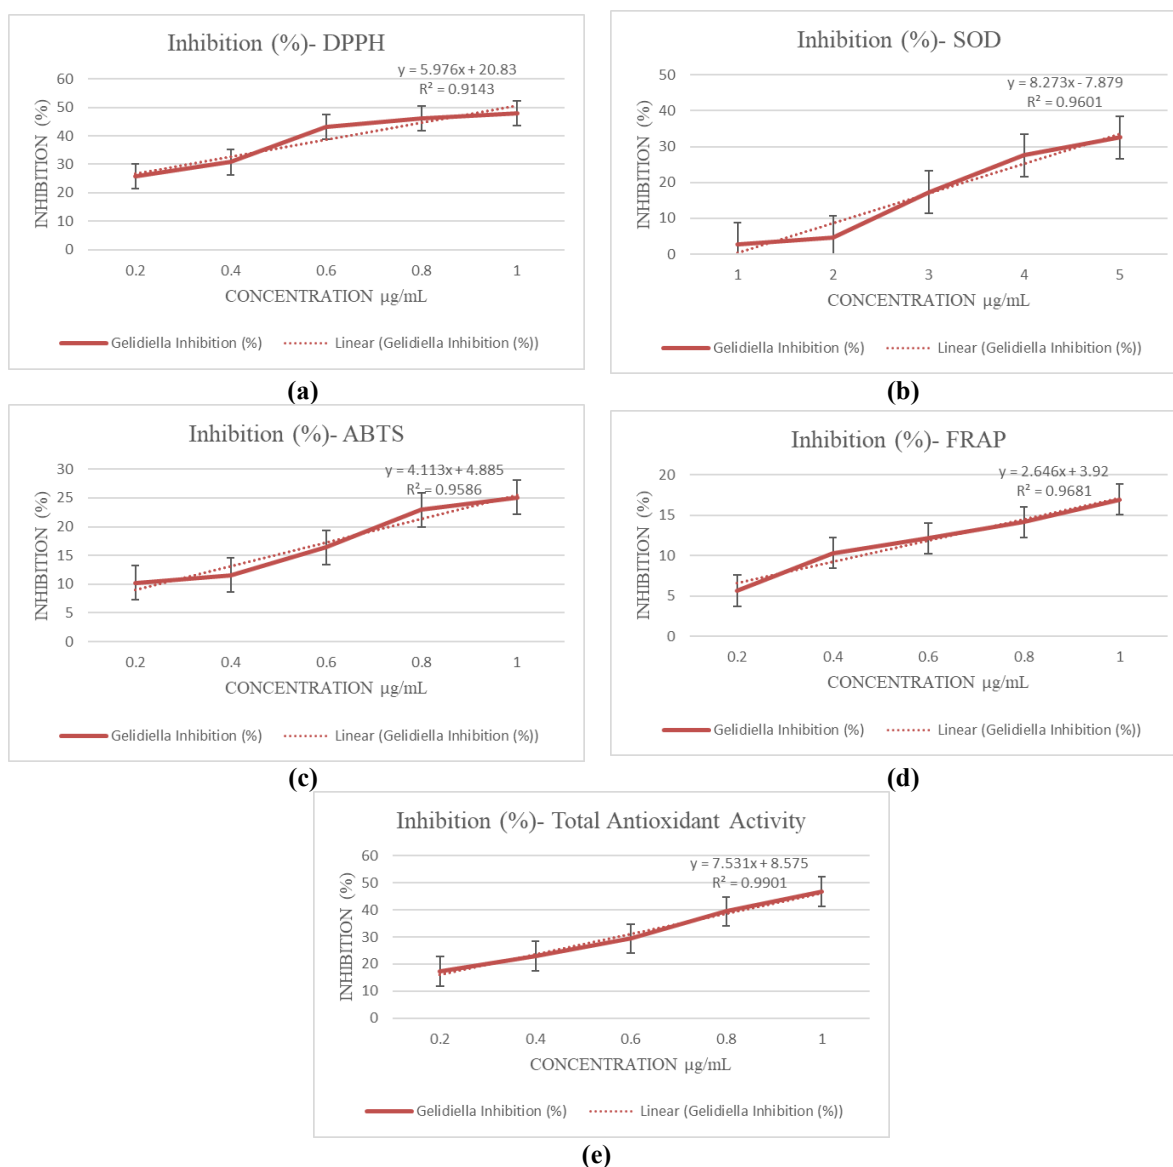 Inhibition (%)- DPPH
y = 5.976x + 20.83
R² = 0.9143
INHIBITION (%)
60
50
40
30
20
10
0
0.2 0.4 0.6 0.8 1
CONCENTRATION µg/mL
Gelidiella Inhibition (%) Linear (Gelidiella Inhibition (%))
(a)
Inhibition (%)- SOD
y = 8.273x - 7.879
R² = 0.9601
INHIBITION (%)
50
40
30
20
10
0
1 2 3 4 5
CONCENTRATION µg/mL
Gelidiella Inhibition (%) Linear (Gelidiella Inhibition (%))
(b)
Inhibition (%)- ABTS
y = 4.113x + 4.885
R² = 0.9586
INHIBITION (%)
30
25
20
15
10
5
0
0.2 0.4 0.6 0.8 1
CONCENTRATION µg/mL
Gelidiella Inhibition (%) Linear (Gelidiella Inhibition (%))
(c)
Inhibition (%)- FRAP
y = 2.646x + 3.92
R² = 0.9681
INHIBITION (%)
20
15
10
5
0
0.2 0.4 0.6 0.8 1
CONCENTRATION µg/mL
Gelidiella Inhibition (%) Linear (Gelidiella Inhibition (%))
(d)
Inhibition (%)- Total Antioxidant Activity
y = 7.531x + 8.575
R² = 0.9901
INHIBITION (%)
60
50
40
30
20
10
0
0.2 0.4 0.6 0.8 1
CONCENTRATION µg/mL
Gelidiella Inhibition (%) Linear (Gelidiella Inhibition (%))
(e)